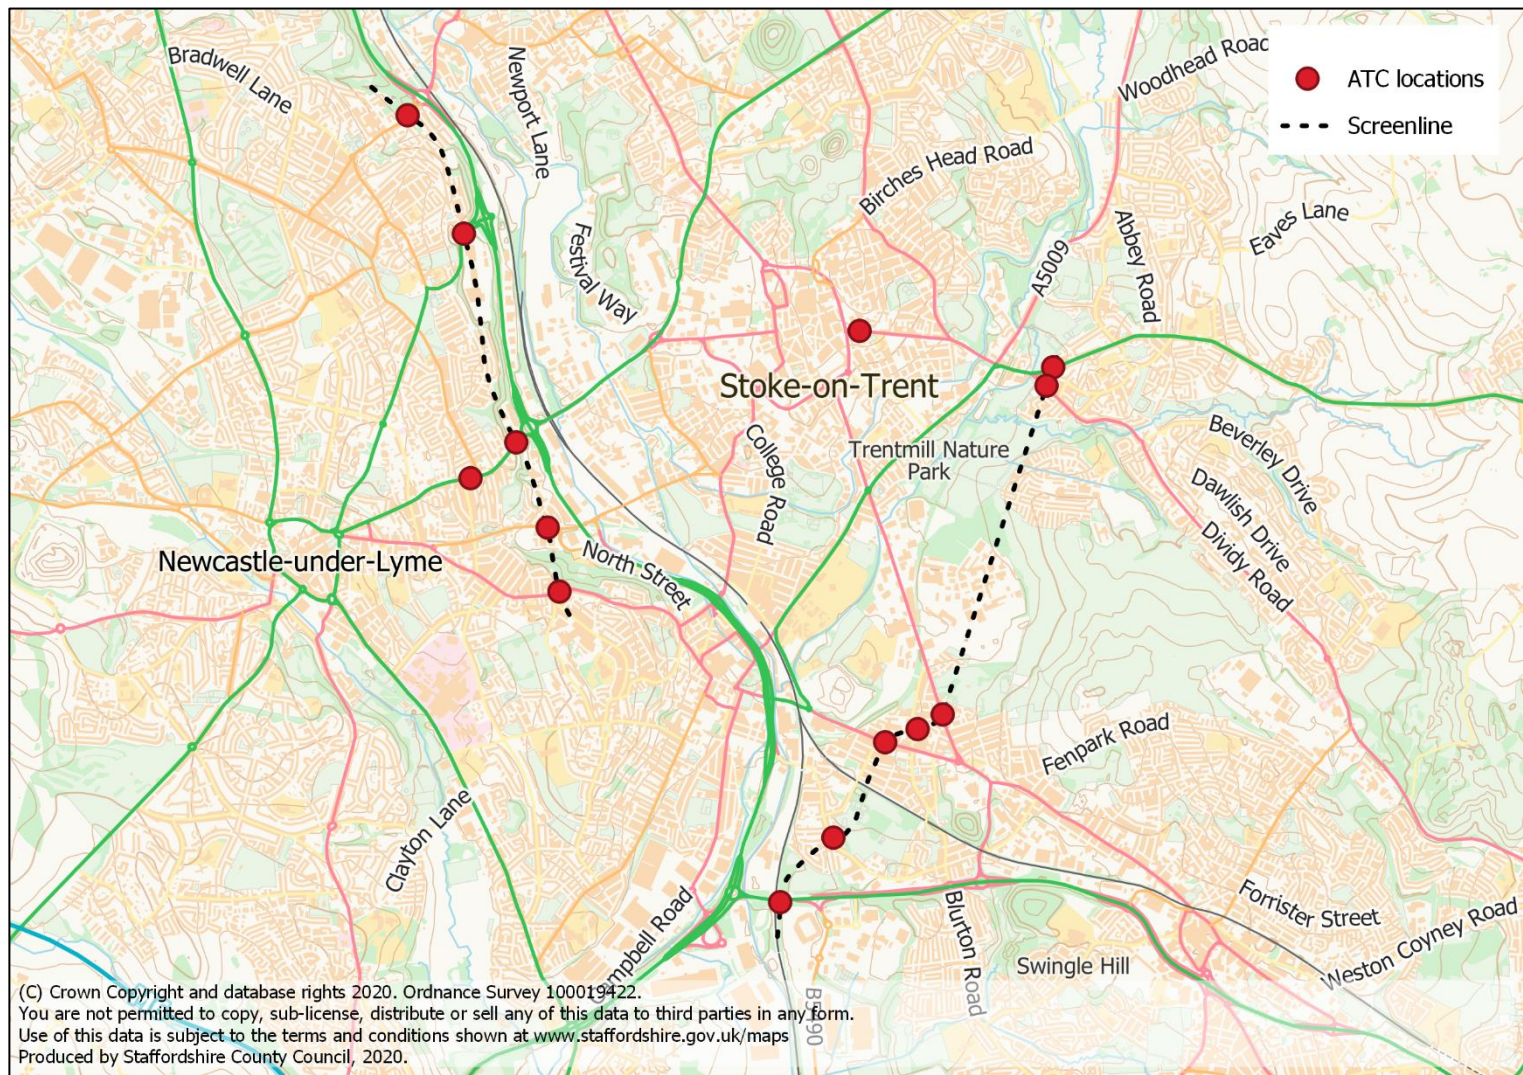 Bradwell Lane
Newport Lane
Woodhead Road
ATC locations
Screenline
Birches Head Road
Festival Way
A5009
Abbey Road
Eaves Lane
Stoke-on-Trent
College Road
Trentmill Nature
Park
Beverley Drive
Dawlish Drive
Dividy Road
Newcastle-under-Lyme
North Street
Fenpark Road
Clayton Lane
Campbell Road
Blurton Road
Forrister Street
Swingle Hill
Weston Coyney Road
B5090
(C) Crown Copyright and database rights 2020. Ordnance Survey 100019422.
You are not permitted to copy, sub-license, distribute or sell any of this data to third parties in any form.
Use of this data is subject to the terms and conditions shown at www.staffordshire.gov.uk/maps
Produced by Staffordshire County Council, 2020.